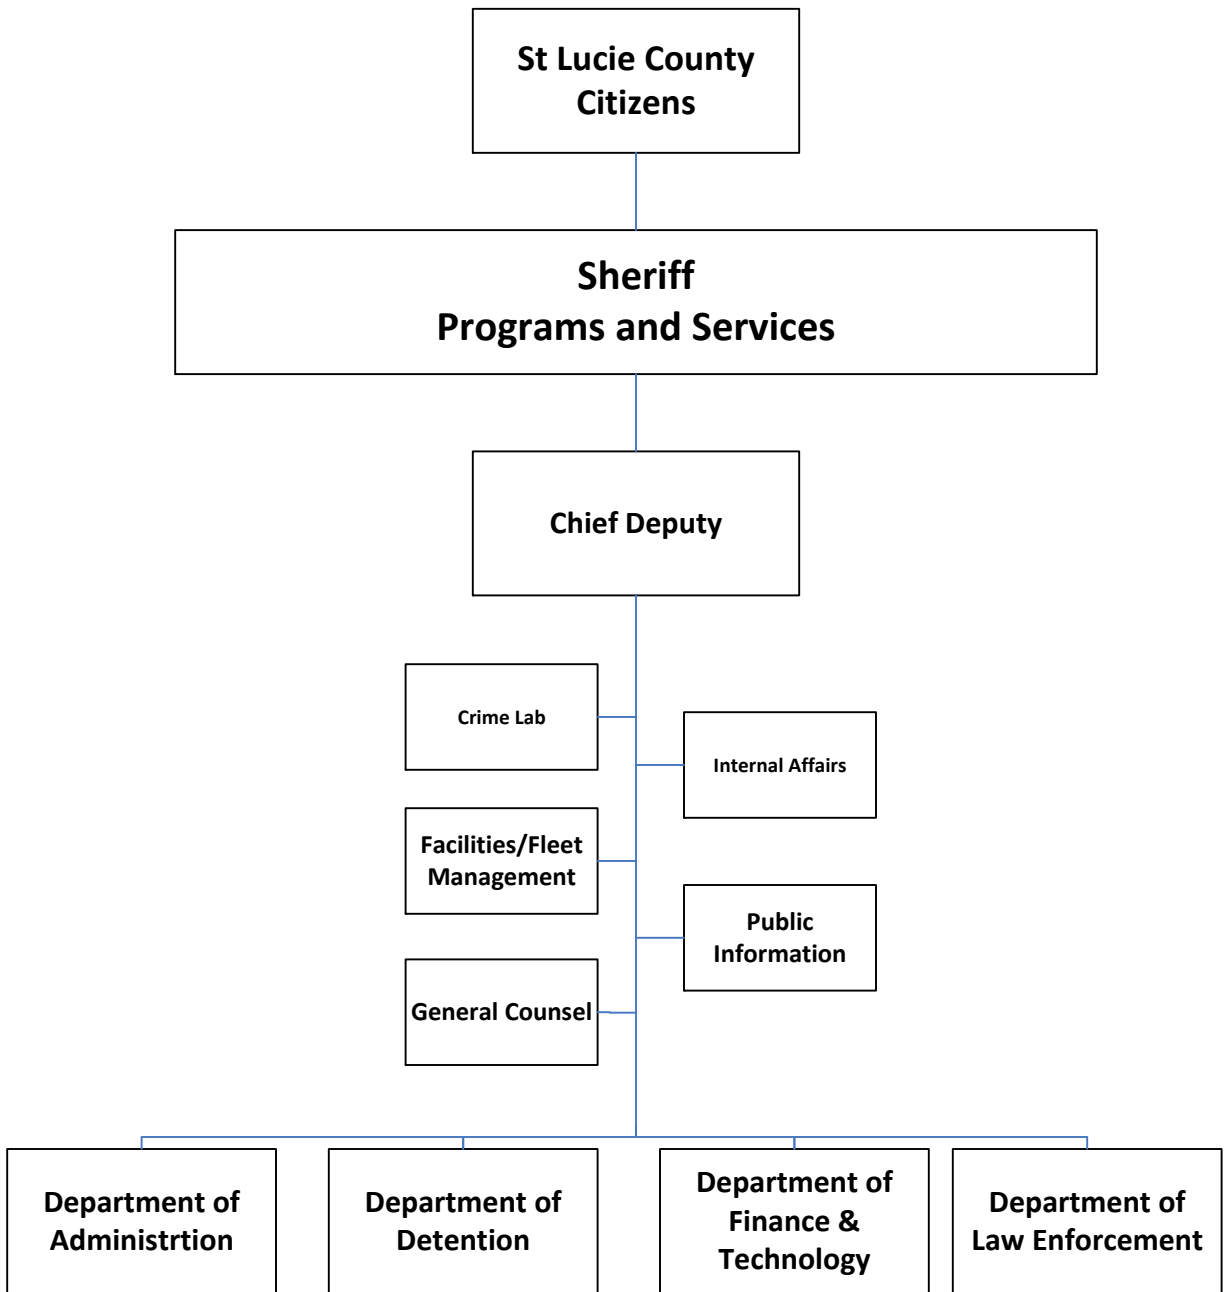 St Lucie County
Citizens
Sheriff
Programs and Services
Chief Deputy
Crime Lab
Internal Affairs
Facilities/Fleet
Management
Public
Information
General Counsel
Department of
Administrtion
Department of
Detention
Department of
Finance &
Technology
Department of
Law Enforcement